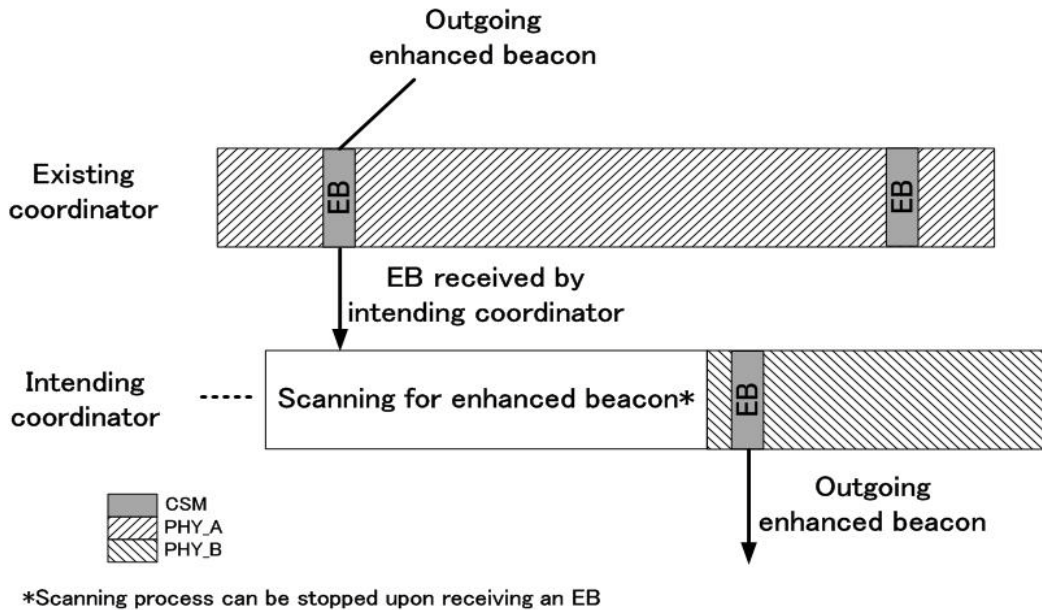 Outgoing
enhanced beacon
Existing
coordinator
EB
EB
EB received by
intending coordinator
Intending
coordinator
Scanning for enhanced beacon*
EB
Outgoing
enhanced beacon
CSM
PHY_A
PHY_B
*Scanning process can be stopped upon receiving an EB